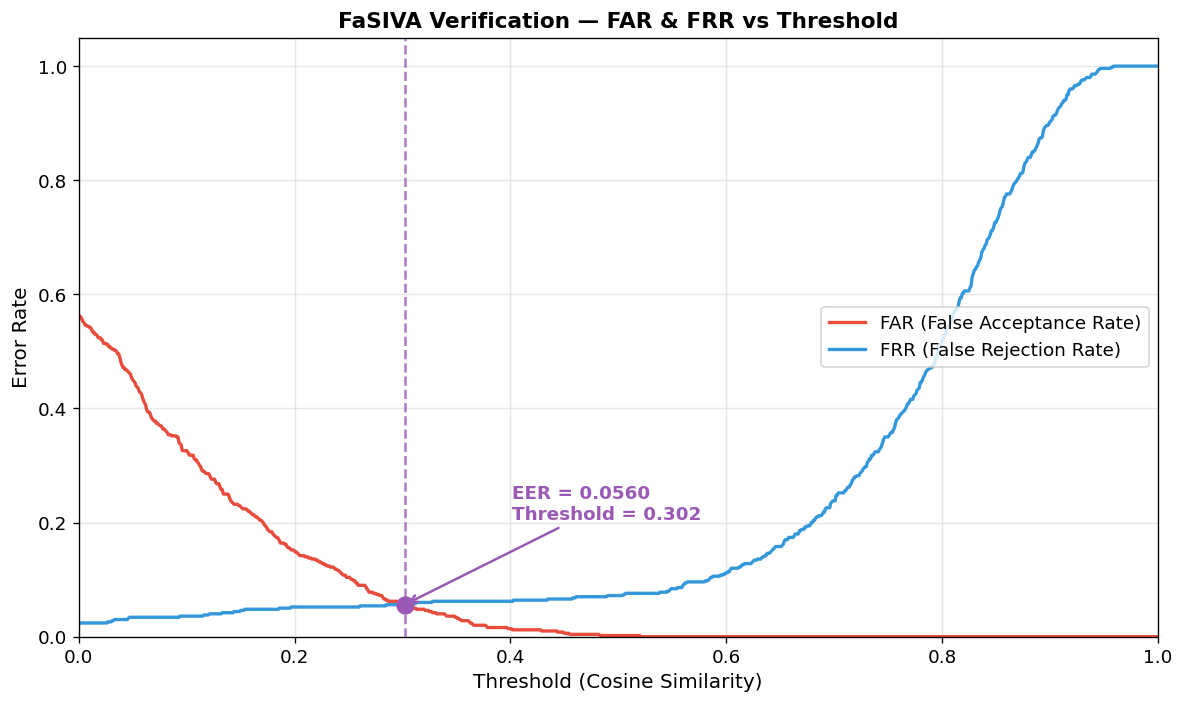 FaSIVA Verification — FAR & FRR vs Threshold
Error Rate
1.0
0.8
0.6
0.4
0.2
0.0
FAR (False Acceptance Rate)
FRR (False Rejection Rate)
EER = 0.0560
Threshold = 0.302
0.0 0.2 0.4 0.6 0.8 1.0
Threshold (Cosine Similarity)